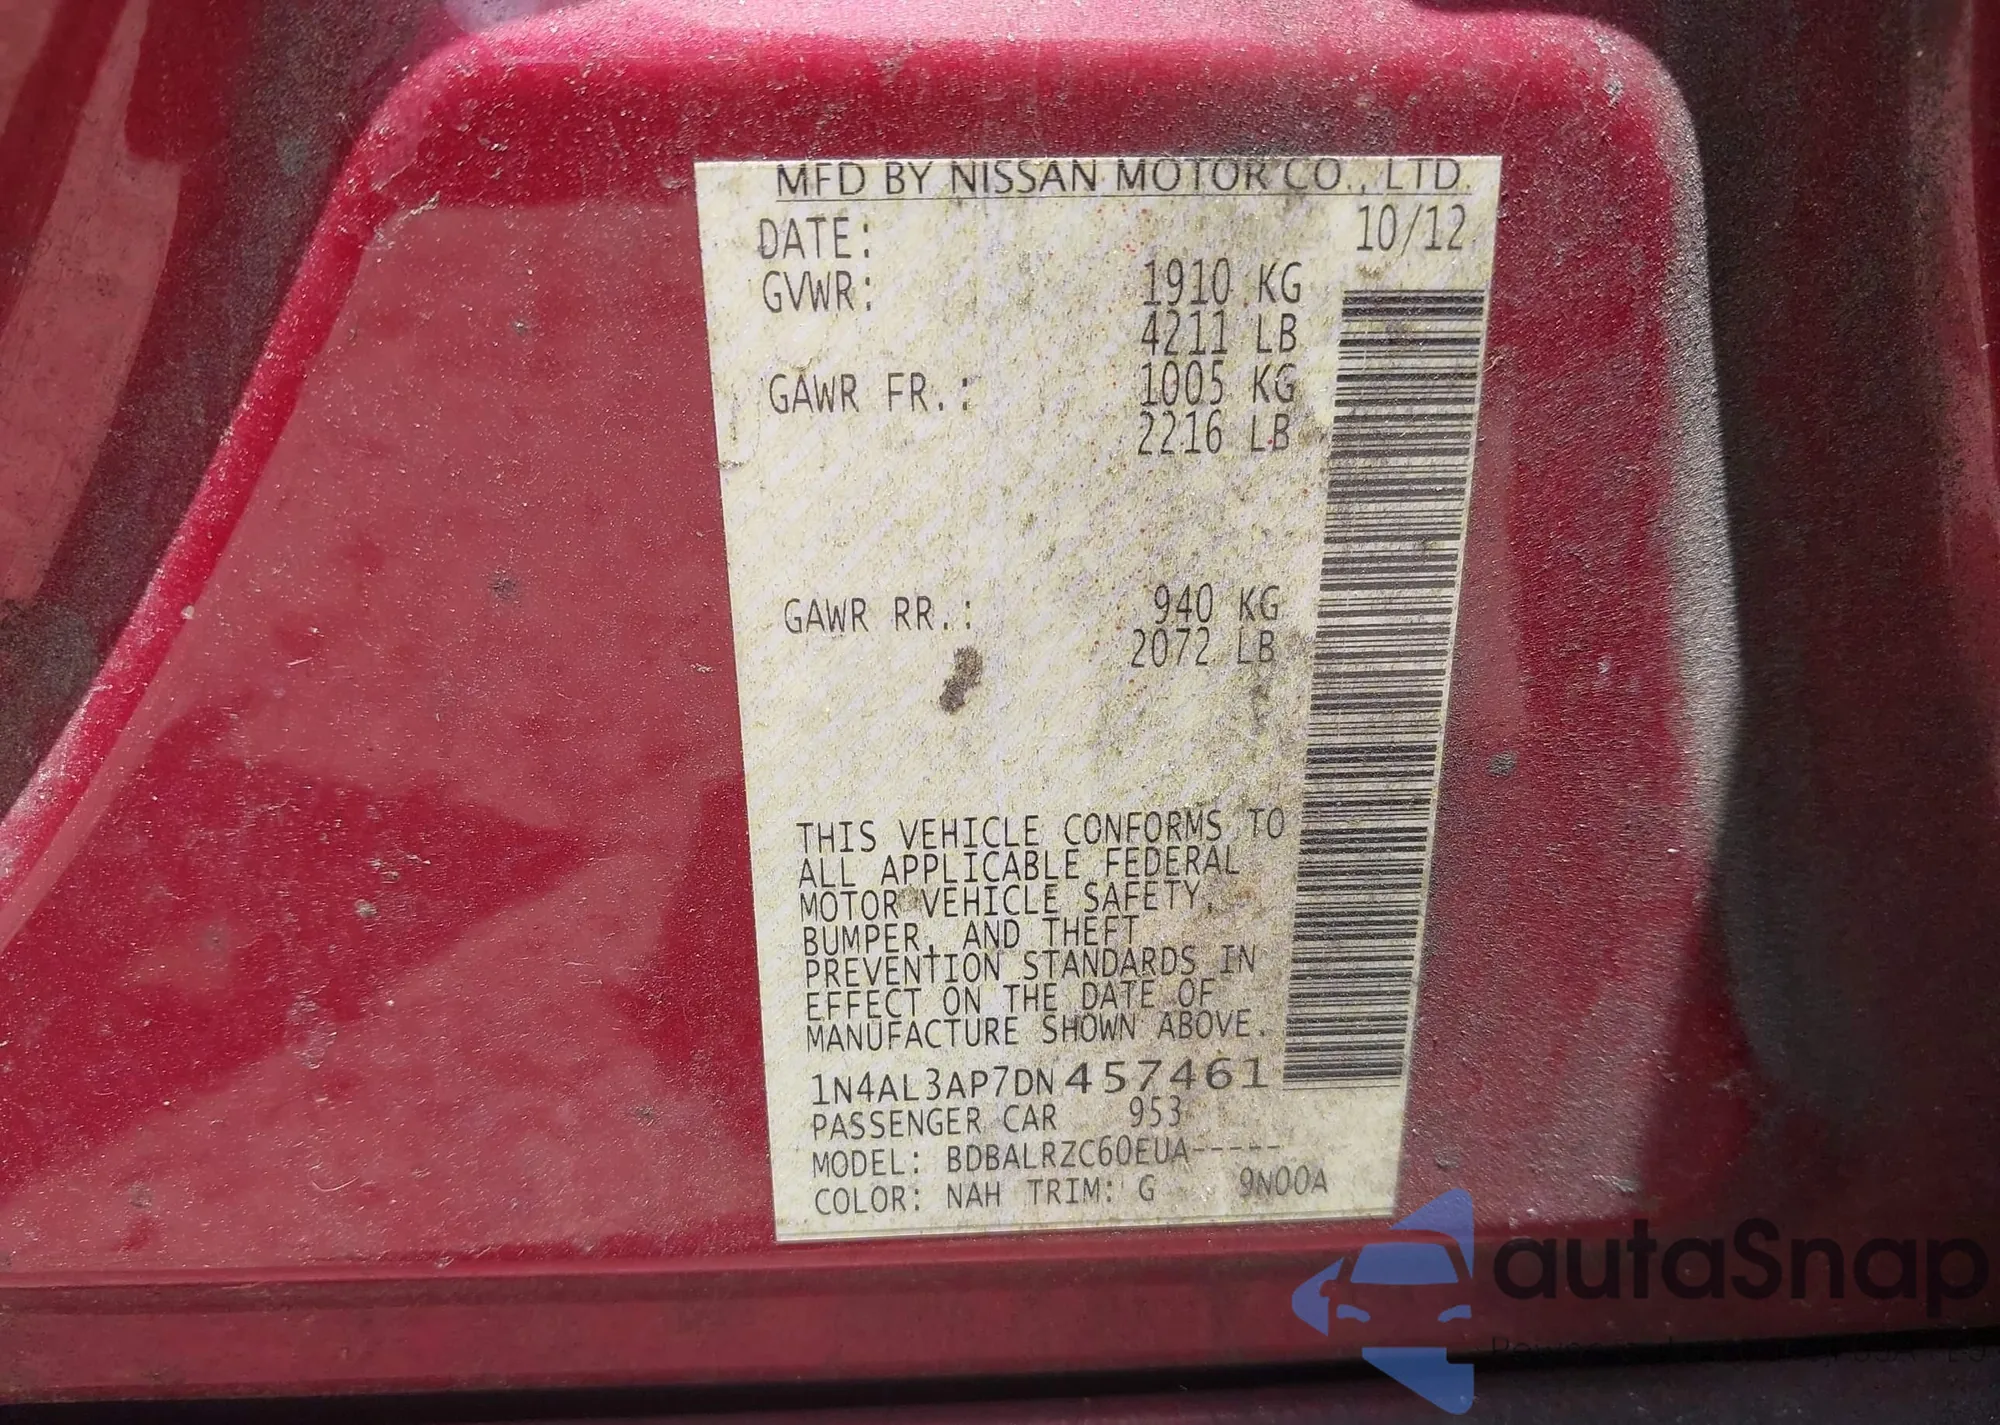 MFD BY NISSAN MOTOR CO., LTD.
DATE: 10/12
GVWR: 1910 KG
4211 LB
GAWR FR.: 1005 KG
2216 LB
GAWR RR.: 940 KG
2072 LB
THIS VEHICLE CONFORMS TO
ALL APPLICABLE FEDERAL
MOTOR VEHICLE SAFETY,
BUMPER, AND THEFT
PREVENTION STANDARDS IN
EFFECT ON THE DATE OF
MANUFACTURE SHOWN ABOVE.
1N4AL3AP7DN457461
PASSENGER CAR 953
MODEL: BDBALRZC60EUA-----
COLOR: NAH TRIM: G 9N00A
autaSnap